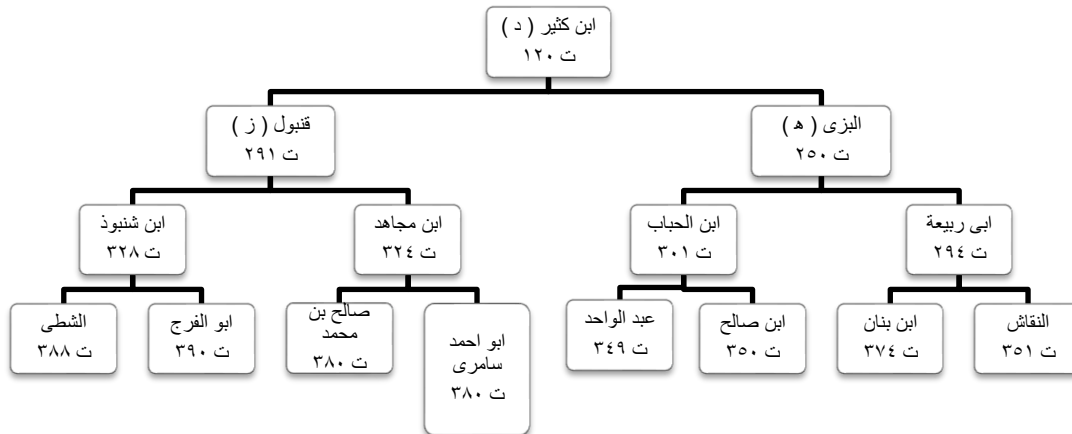 ابن كثير ( د )
ت ١٢٠
البزى ( ه )
ت ٢٥٠
قنبول ( ز )
ت ٢٩١
ابى ربيعة
ت ٢٩٤
ابن الحباب
ت ٣٠١
ابن مجاهد
ت ٣٢٤
ابن شنبوذ
ت ٣٢٨
النقاش
ت ٣٥١
ابن بنان
ت ٣٧٤
ابن صالح
ت ٣٥٠
عبد الواحد
ت ٣٤٩
ابو احمد
سامرى
ت ٣٨٠
صالح بن
محمد
ت ٣٨٠
ابو الفرج
ت ٣٩٠
الشطى
ت ٣٨٨